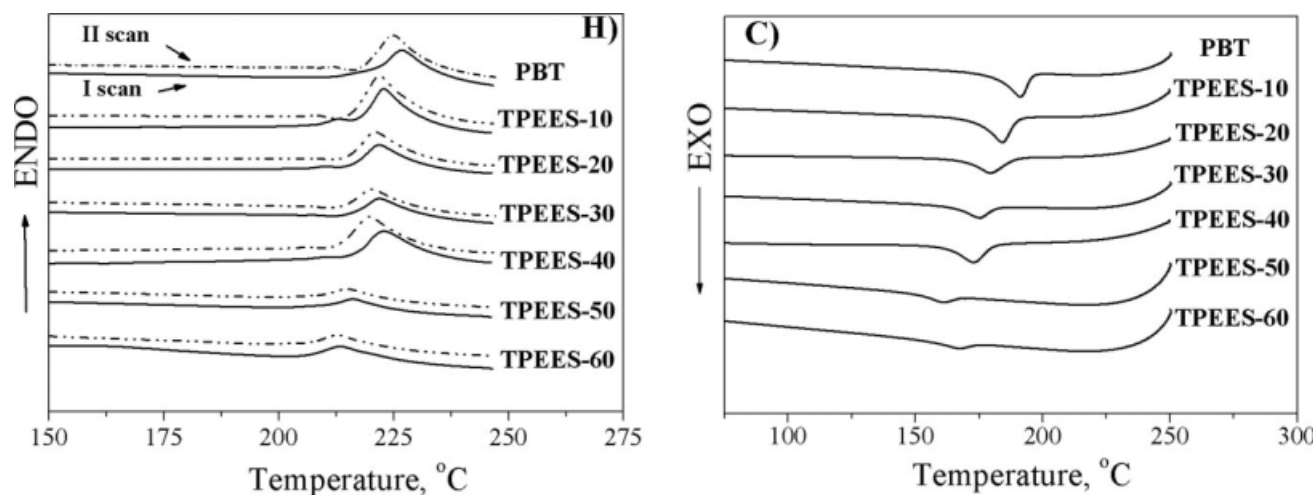 H)
II scan
I scan
PBT
TPEES-10
TPEES-20
TPEES-30
TPEES-40
TPEES-50
TPEES-60
ENDO
150 175 200 225 250 275
Temperature, °C
C)
PBT
TPEES-10
TPEES-20
TPEES-30
TPEES-40
TPEES-50
TPEES-60
EXO
100 150 200 250 300
Temperature, °C